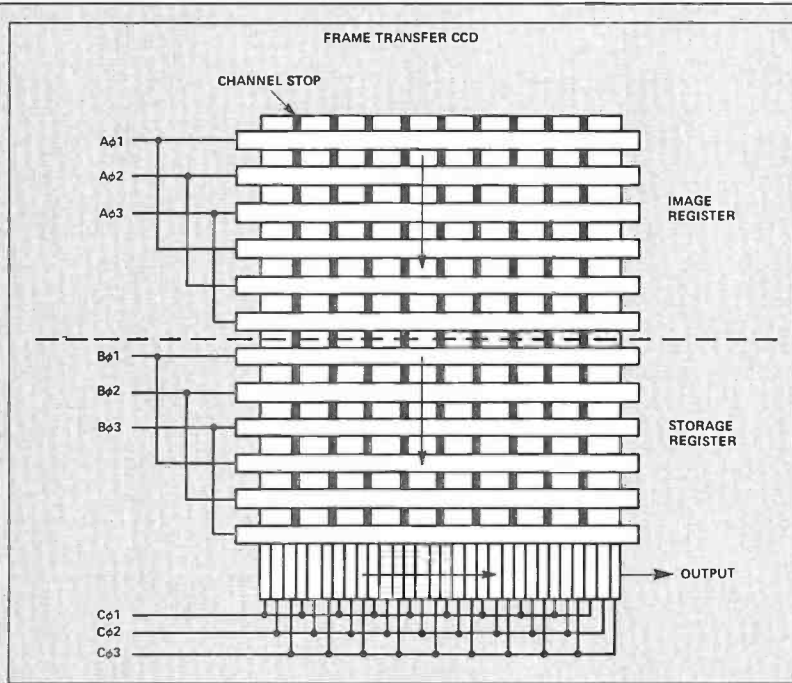 FRAME TRANSFER CCD
CHANNEL STOP
Aϕ1
Aϕ2
Aϕ3
IMAGE
REGISTER
Bϕ1
Bϕ2
Bϕ3
STORAGE
REGISTER
OUTPUT
Cϕ1
Cϕ2
Cϕ3